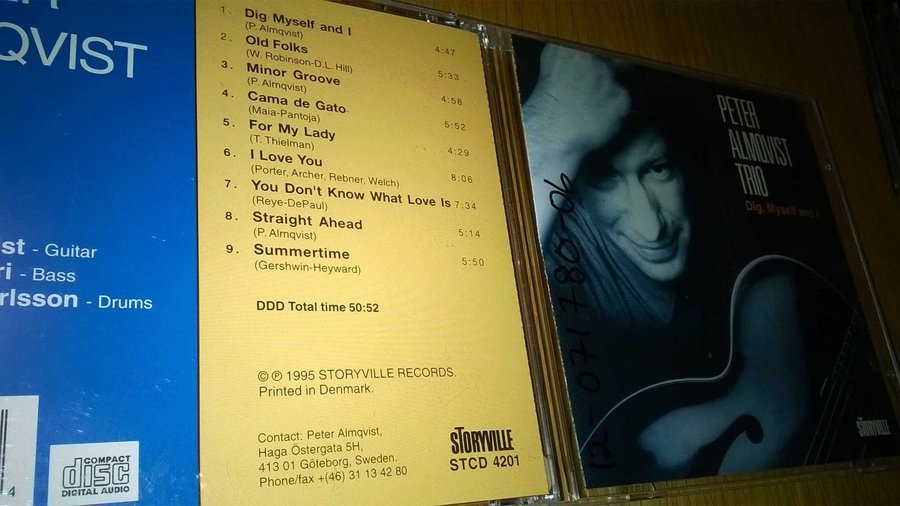 QVIST
st - Guitar
ri - Bass
rlsson - Drums
COMPACT
disc
DIGITAL AUDIO
4
1. Dig Myself and I 4:47
(P. Almqvist)
2. Old Folks 5:33
(W. Robinson-D.L. Hill)
3. Minor Groove 4:58
(P. Almqvist)
4. Cama de Gato 5:52
(Maia-Pantoja)
5. For My Lady 4:29
(T. Thielman)
6. I Love You 8:06
(Porter, Archer, Rebner, Welch)
7. You Don't Know What Love Is 7:34
(Reye-DePaul)
8. Straight Ahead 5:14
(P. Almqvist)
9. Summertime 5:50
(Gershwin-Heyward)
DDD Total time 50:52
© ℗ 1995 STORYVILLE RECORDS.
Printed in Denmark.
Contact: Peter Almqvist,
Haga Östergata 5H,
413 01 Göteborg, Sweden.
Phone/fax +(46) 31 13 42 80
STORYVILLE
STCD 4201
PETER
ALMQVIST
TRIO
Dig, Myself and I
12-071780-06
STORYVILLE